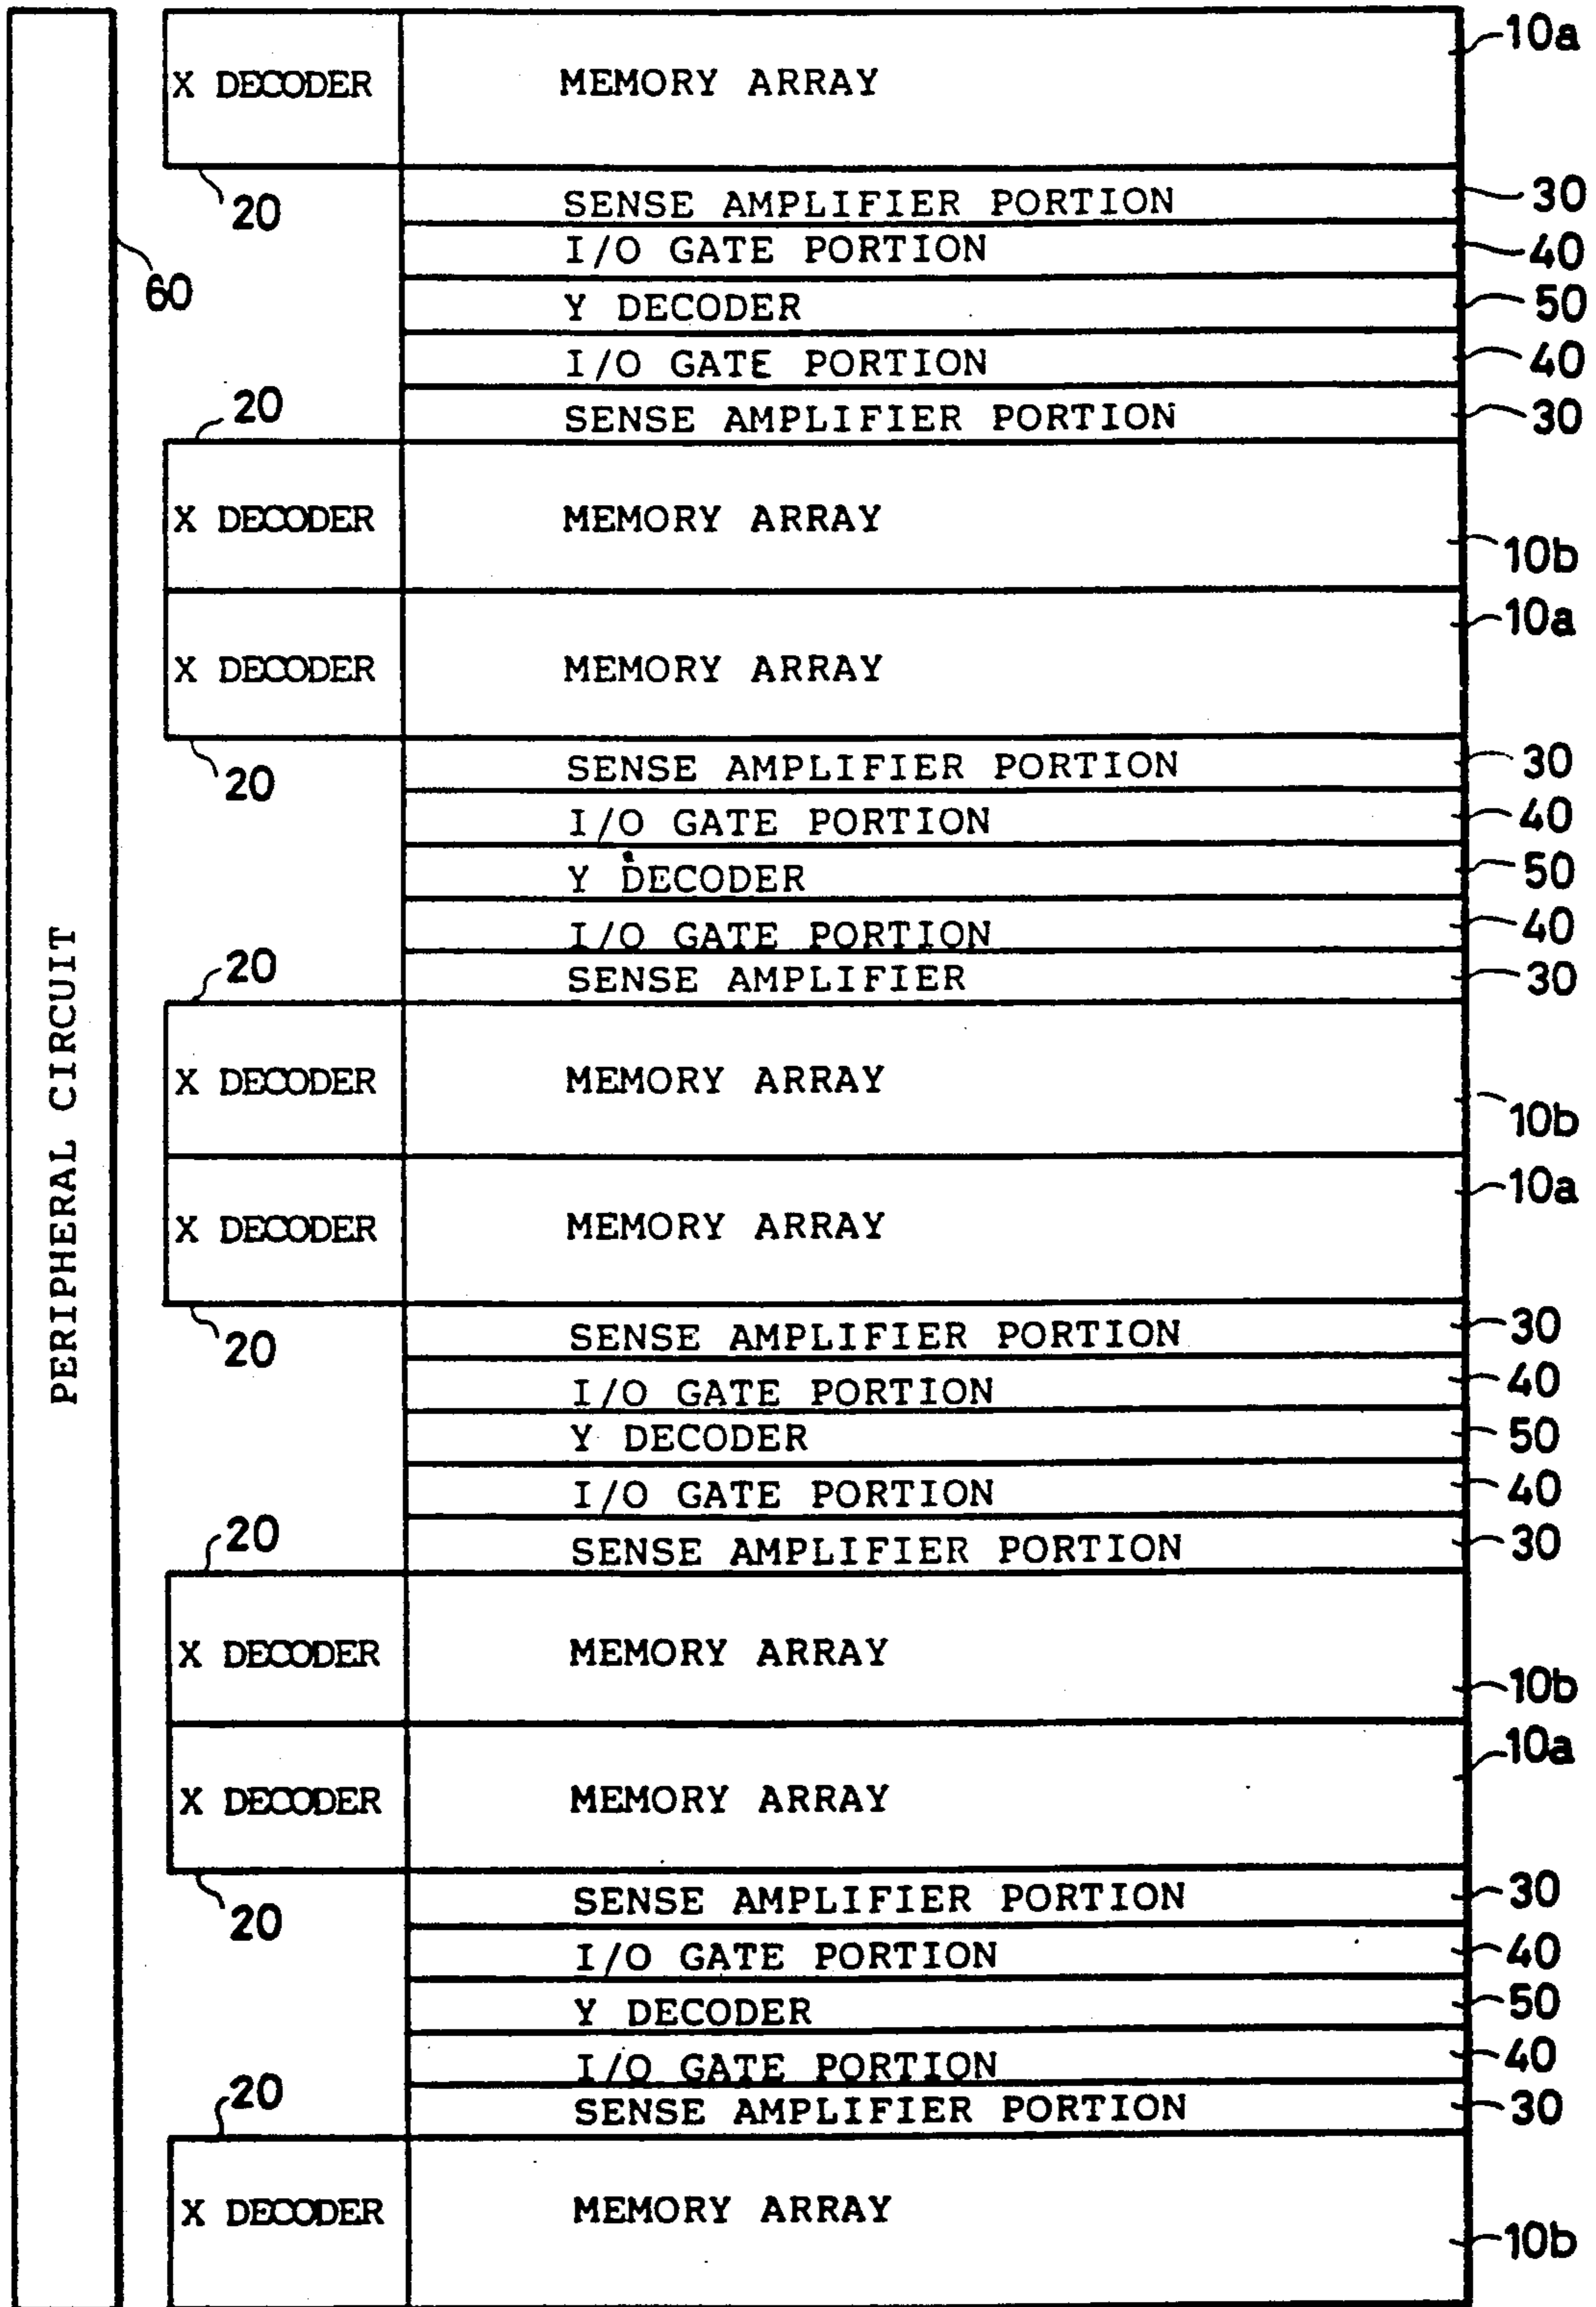 X DECODER MEMORY ARRAY 10a
20 SENSE AMPLIFIER PORTION 30
60 I/O GATE PORTION 40
Y DECODER 50
I/O GATE PORTION 40
20 SENSE AMPLIFIER PORTION 30
X DECODER MEMORY ARRAY 10b
X DECODER MEMORY ARRAY 10a
20 SENSE AMPLIFIER PORTION 30
I/O GATE PORTION 40
Y DECODER 50
I/O GATE PORTION 40
20 SENSE AMPLIFIER 30
PERIPHERAL CIRCUIT
X DECODER MEMORY ARRAY 10b
X DECODER MEMORY ARRAY 10a
20 SENSE AMPLIFIER PORTION 30
I/O GATE PORTION 40
Y DECODER 50
I/O GATE PORTION 40
20 SENSE AMPLIFIER PORTION 30
X DECODER MEMORY ARRAY 10b
X DECODER MEMORY ARRAY 10a
20 SENSE AMPLIFIER PORTION 30
I/O GATE PORTION 40
Y DECODER 50
I/O GATE PORTION 40
20 SENSE AMPLIFIER PORTION 30
X DECODER MEMORY ARRAY 10b